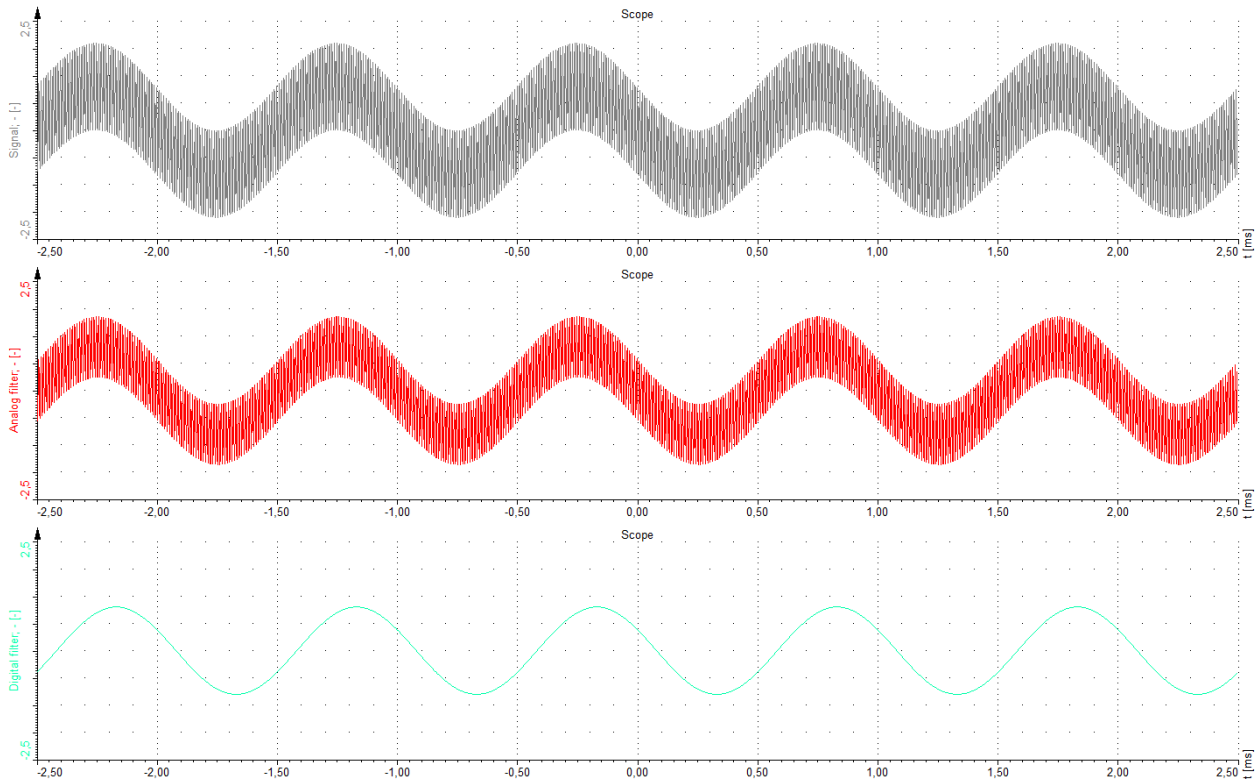 Scope
2,5
Signal; - [-]
-2,5
-2,50 -2,00 -1,50 -1,00 -0,50 0,00 0,50 1,00 1,50 2,00 2,50
t [ms]
Scope
2,5
Analog filter; - [-]
-2,5
-2,50 -2,00 -1,50 -1,00 -0,50 0,00 0,50 1,00 1,50 2,00 2,50
t [ms]
Scope
2,5
Digital filter; - [-]
-2,5
-2,50 -2,00 -1,50 -1,00 -0,50 0,00 0,50 1,00 1,50 2,00 2,50
t [ms]